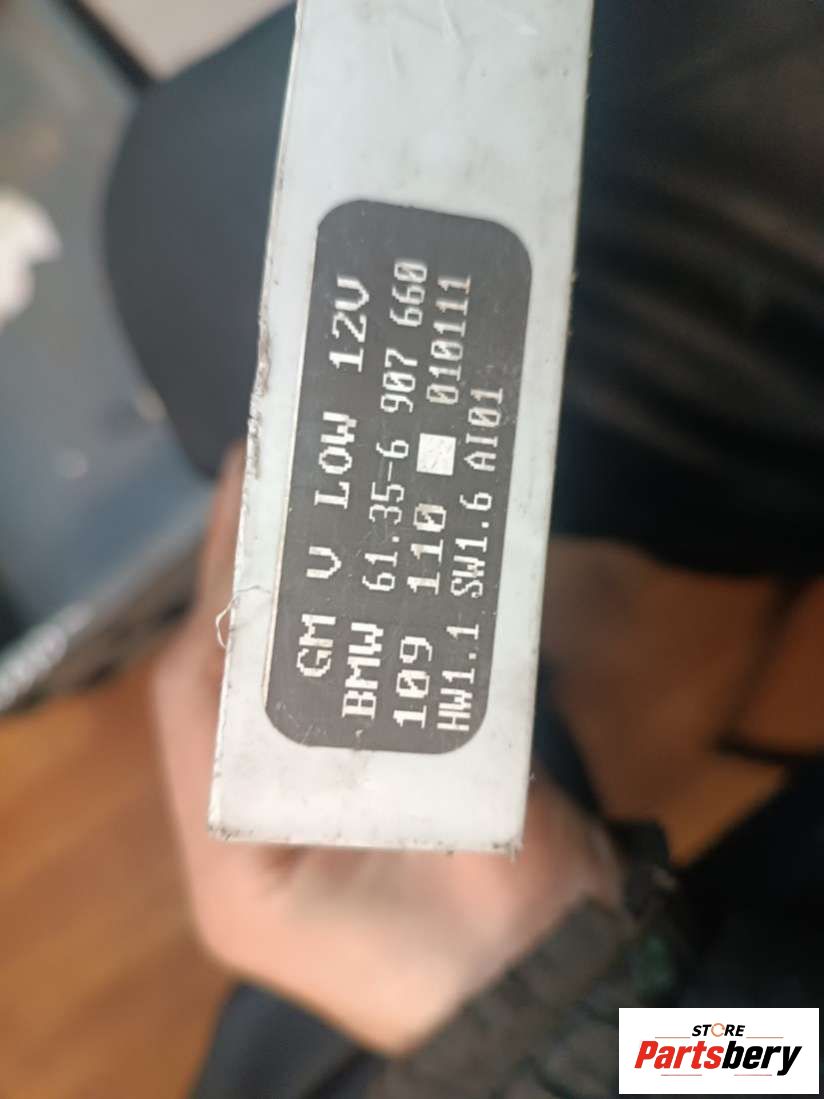 GM V LOW 12V
BMW 61.35-6 907 660
109 110 010111
HW1.1 SW1.6 AI01
STORE
Partsbery